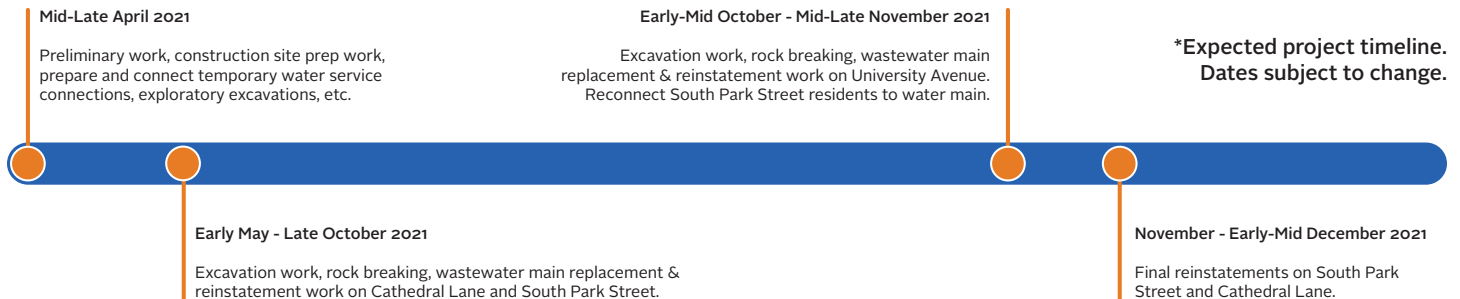 Mid-Late April 2021
Preliminary work, construction site prep work,
prepare and connect temporary water service
connections, exploratory excavations, etc.
Early-Mid October - Mid-Late November 2021
Excavation work, rock breaking, wastewater main
replacement & reinstatement work on University Avenue.
Reconnect South Park Street residents to water main.
*Expected project timeline.
Dates subject to change.
Early May - Late October 2021
Excavation work, rock breaking, wastewater main replacement &
reinstatement work on Cathedral Lane and South Park Street.
November - Early-Mid December 2021
Final reinstatements on South Park
Street and Cathedral Lane.